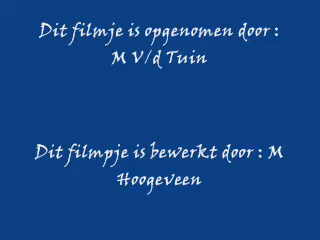 Dit filmje is opgenomen door :
M V/d Tuin
Dit filmpje is bewerkt door : M
Hoogeveen